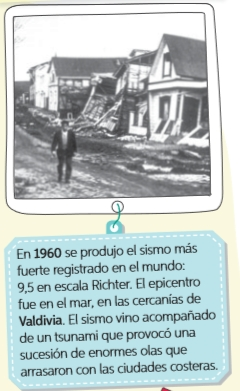 En 1960 se produjo el sismo más
fuerte registrado en el mundo:
9,5 en escala Richter. El epicentro
fue en el mar, en las cercanías de
Valdivia. El sismo vino acompañado
de un tsunami que provocó una
sucesión de enormes olas que
arrasaron con las ciudades costeras.